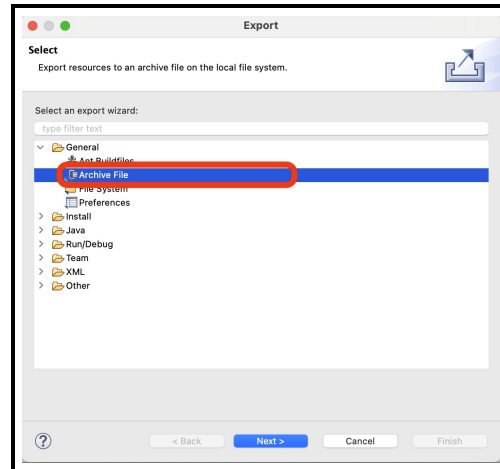 Export
Select
Export resources to an archive file on the local file system.
Select an export wizard:
type filter text
General
Ant Buildfiles
Archive File
File System
Preferences
Install
Java
Run/Debug
Team
XML
Other
?
< Back
Next >
Cancel
Finish